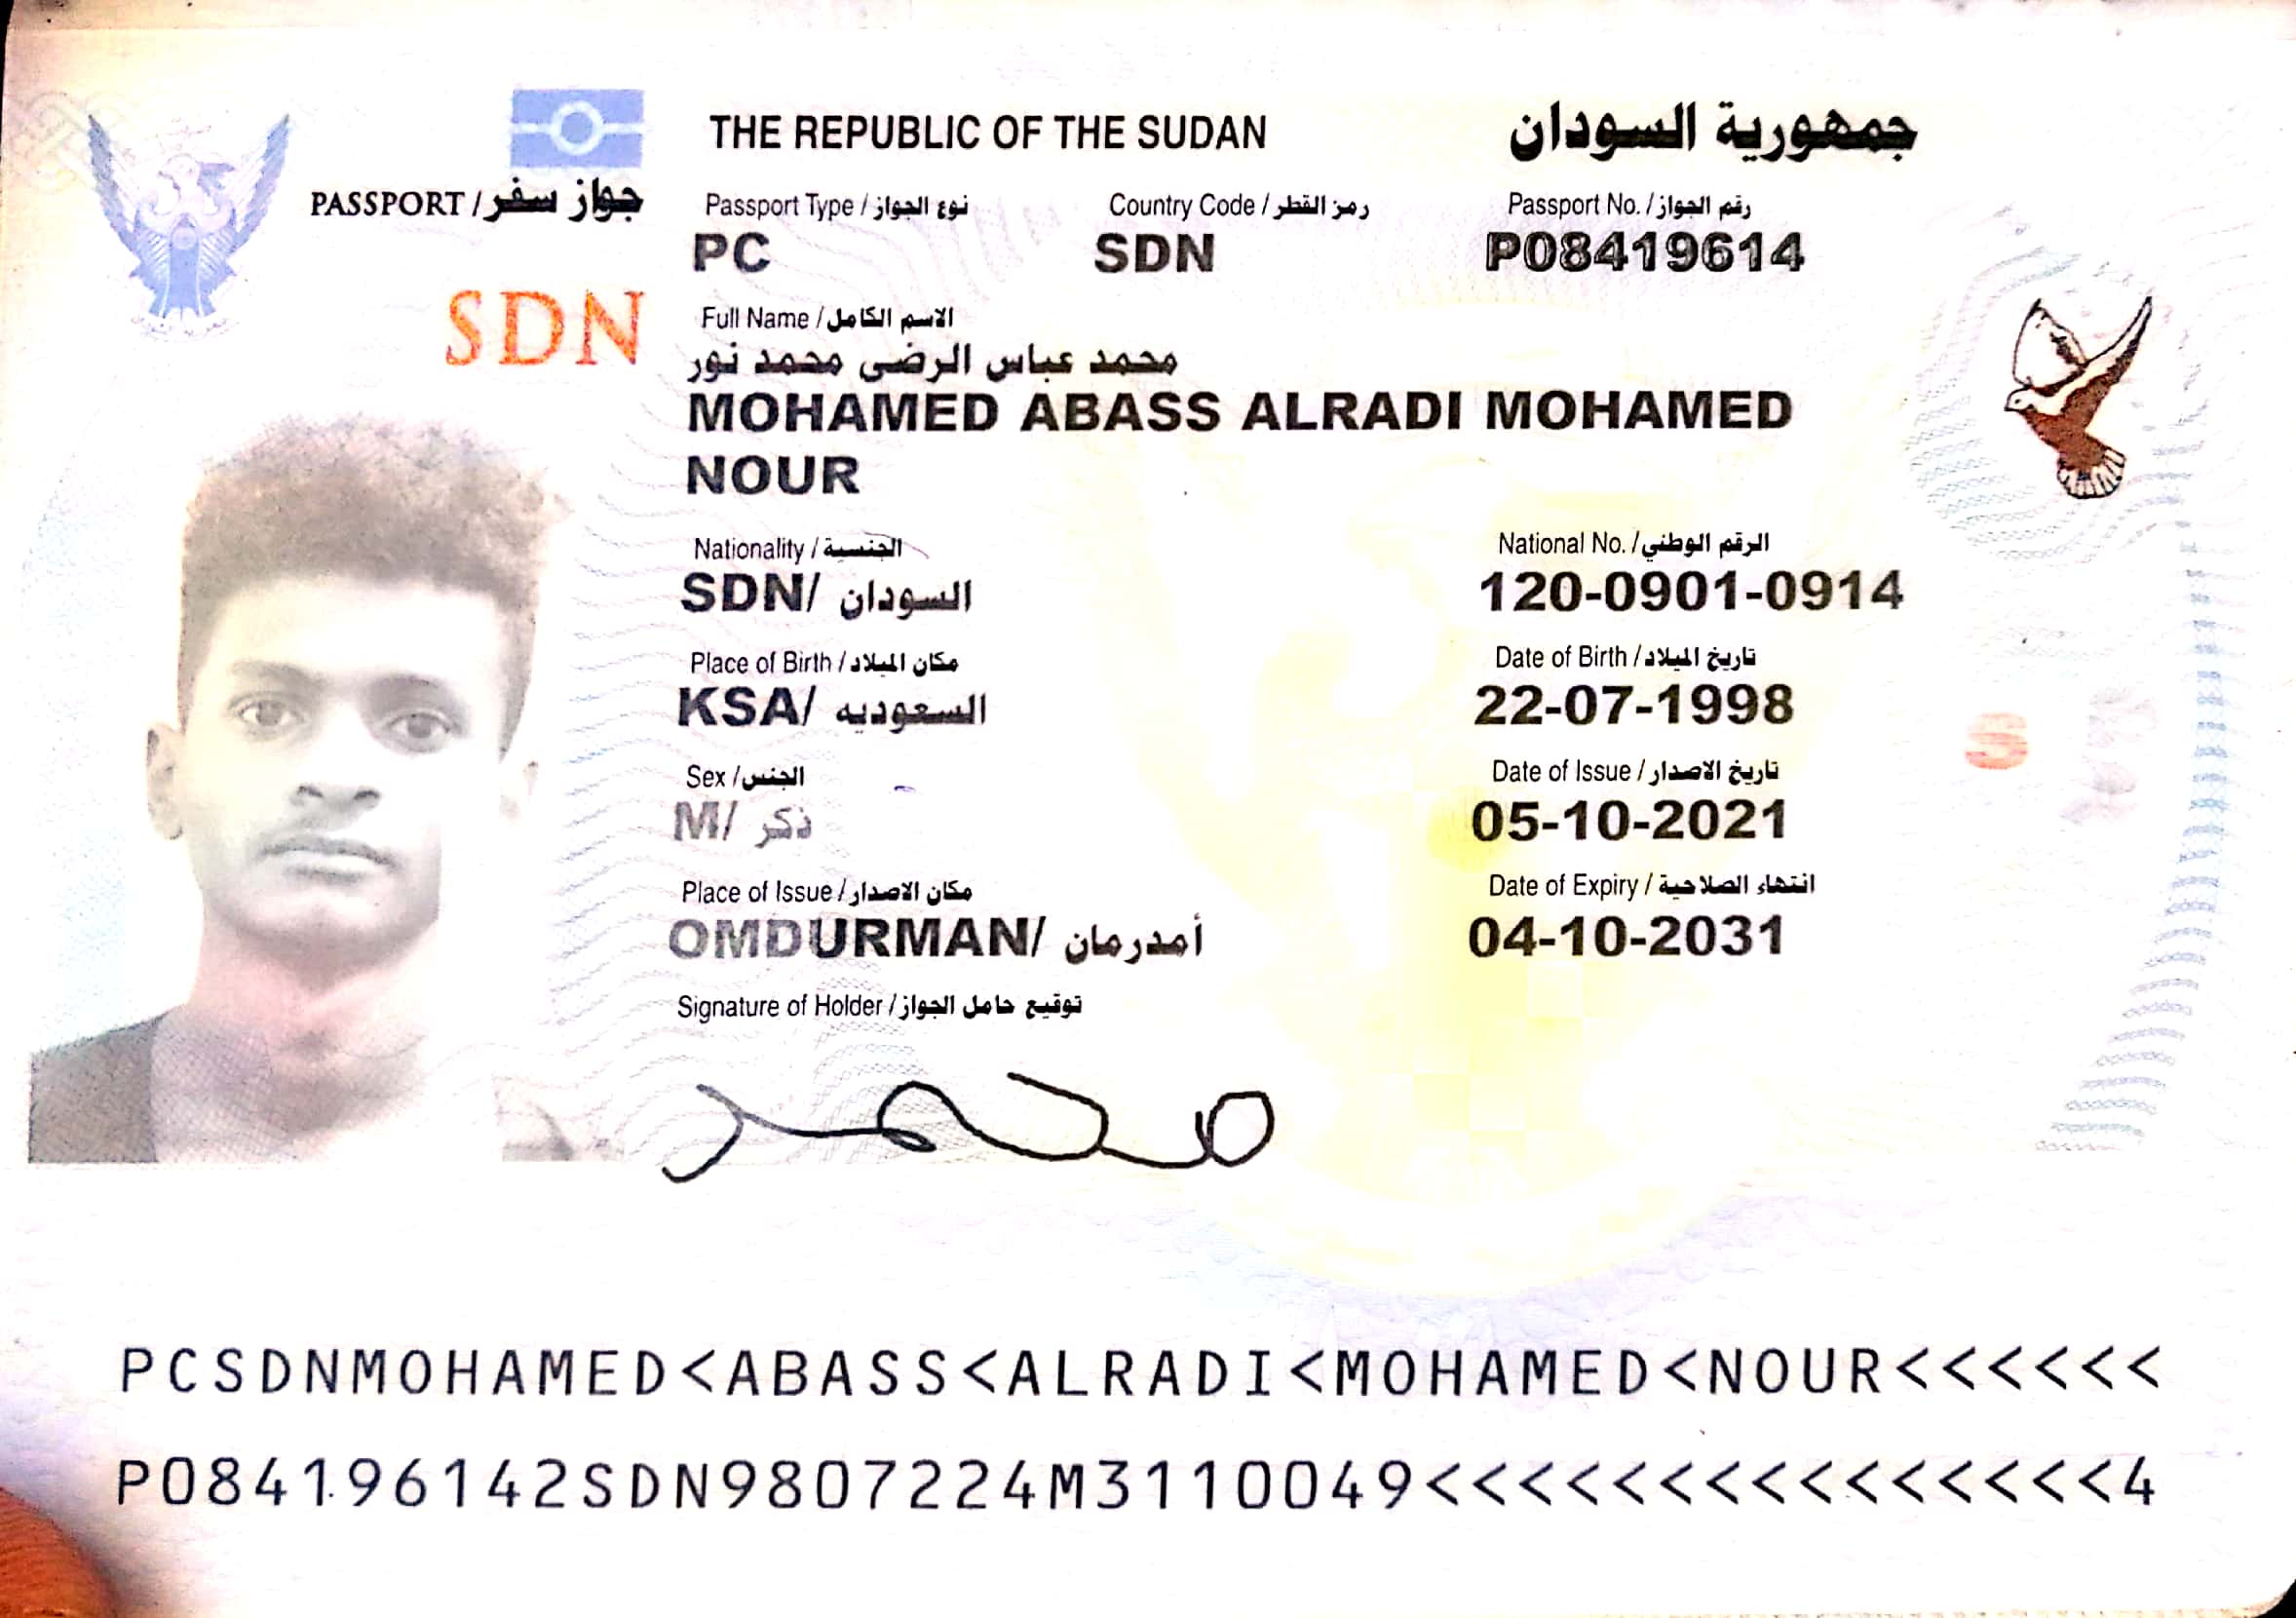 THE REPUBLIC OF THE SUDAN جمهورية السودان
PASSPORT / جواز سفر
Passport Type / نوع الجواز Country Code / رمز القطر Passport No. / رقم الجواز
PC SDN P08419614
SDN
Full Name / الاسم الكامل
محمد عباس الرضى محمد نور
MOHAMED ABASS ALRADI MOHAMED
NOUR
Nationality / الجنسية National No. / الرقم الوطني
SDN/ السودان 120-0901-0914
Place of Birth / مكان الميلاد Date of Birth / تاريخ الميلاد
KSA/ السعوديه 22-07-1998
Sex / الجنس Date of Issue / تاريخ الاصدار
M/ ذكر 05-10-2021
Place of Issue / مكان الاصدار Date of Expiry / انتهاء الصلاحية
OMDURMAN/ أمدرمان 04-10-2031
Signature of Holder / توقيع حامل الجواز
محمد
S
PCSDNMOHAMED<ABASS<ALRADI<MOHAMED<NOUR<<<<<<
P084196142SDN9807224M3110049<<<<<<<<<<<<<<<4